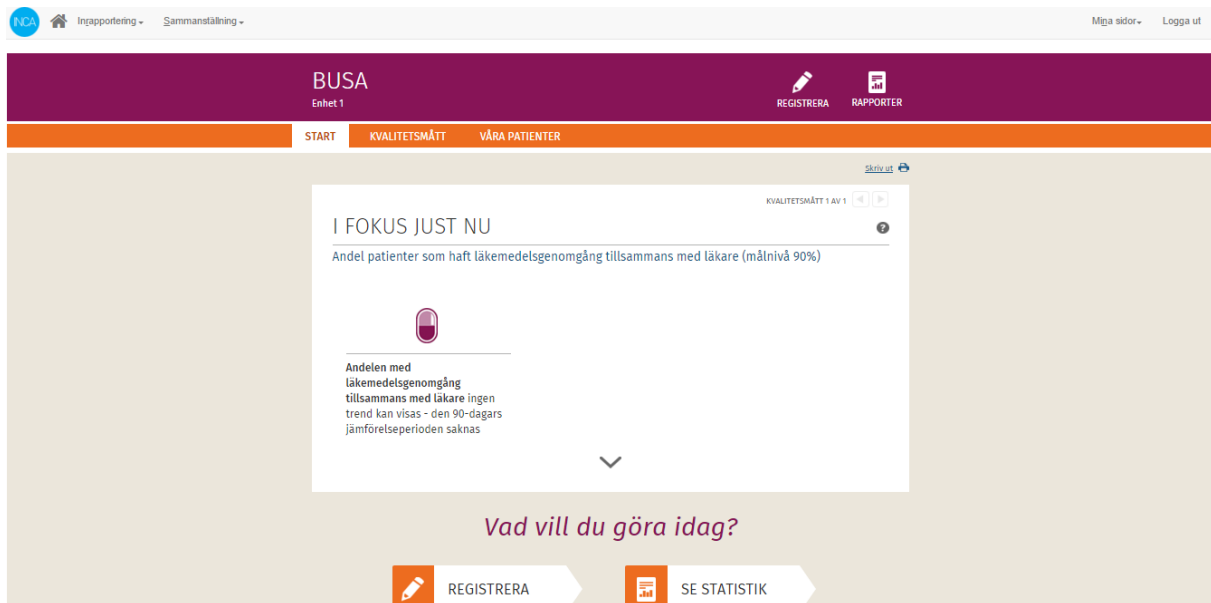 INCA Inrapportering Sammanställning Mina sidor Logga ut
BUSA
Enhet 1
REGISTRERA RAPPORTER
START KVALITETSMÅTT VÅRA PATIENTER
Skriv ut
KVALITETSMÅTT 1 AV 1
I FOKUS JUST NU
Andel patienter som haft läkemedelsgenomgång tillsammans med läkare (målnivå 90%)
Andelen med
läkemedelsgenomgång
tillsammans med läkare ingen
trend kan visas - den 90-dagars
jämförelseperioden saknas
Vad vill du göra idag?
REGISTRERA SE STATISTIK